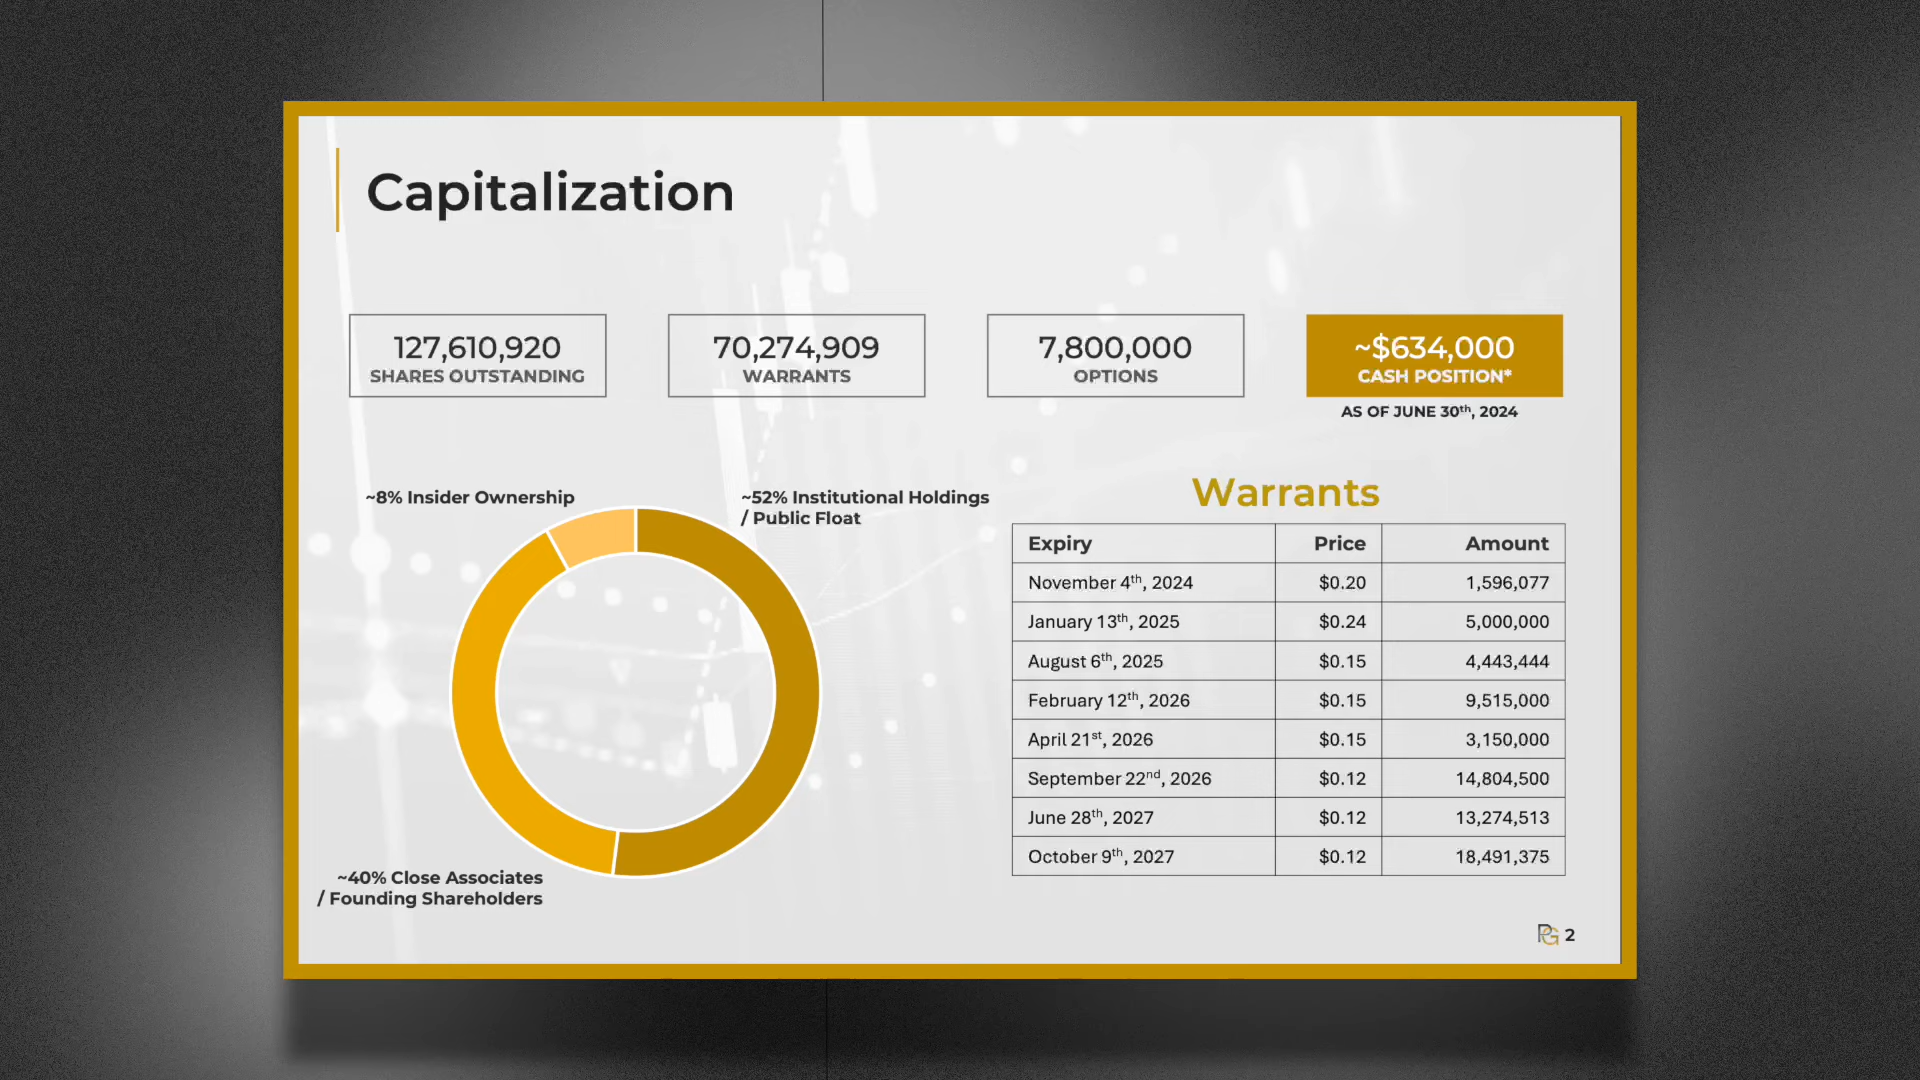 Capitalization
127,610,920
SHARES OUTSTANDING
70,274,909
WARRANTS
7,800,000
OPTIONS
~$634,000
CASH POSITION*
AS OF JUNE 30th, 2024
~8% Insider Ownership
~52% Institutional Holdings
/ Public Float
~40% Close Associates
/ Founding Shareholders
Warrants
Expiry Price Amount
November 4th, 2024 $0.20 1,596,077
January 13th, 2025 $0.24 5,000,000
August 6th, 2025 $0.15 4,443,444
February 12th, 2026 $0.15 9,515,000
April 21st, 2026 $0.15 3,150,000
September 22nd, 2026 $0.12 14,804,500
June 28th, 2027 $0.12 13,274,513
October 9th, 2027 $0.12 18,491,375
PG 2